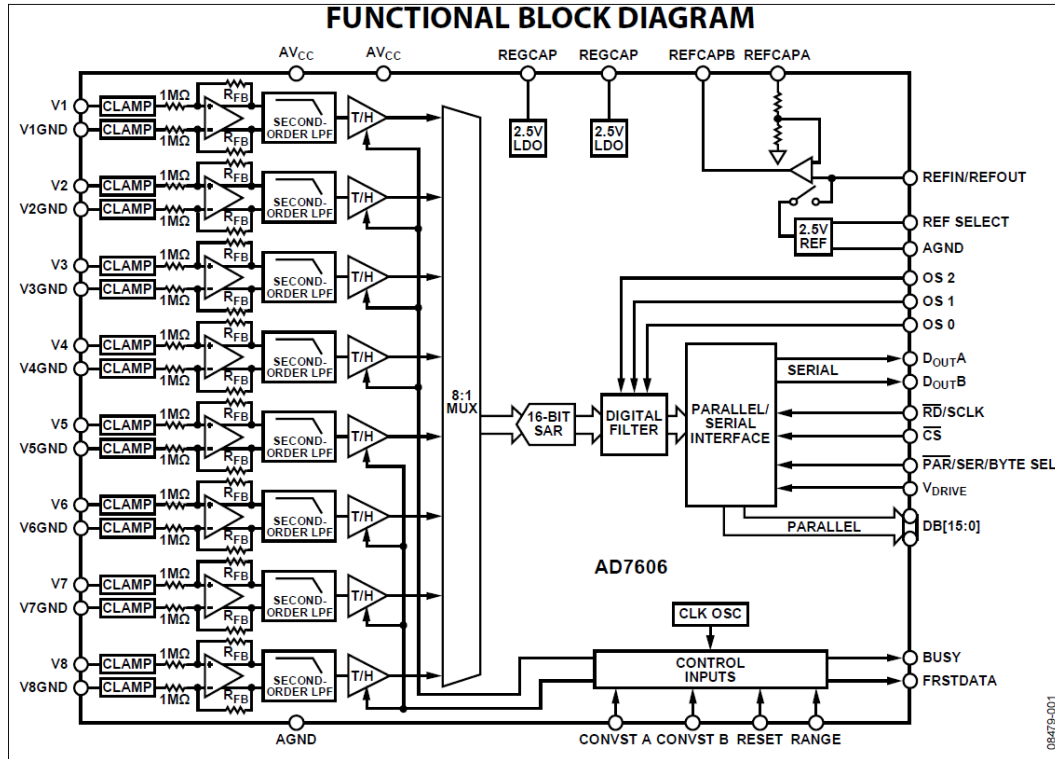 FUNCTIONAL BLOCK DIAGRAM
AVCC
AVCC
REGCAP
REGCAP
REFCAPB
REFCAPA
V1
CLAMP
1MΩ
RFB
V1GND
CLAMP
1MΩ
RFB
SECOND-
ORDER LPF
T/H
V2
CLAMP
1MΩ
RFB
V2GND
CLAMP
1MΩ
RFB
SECOND-
ORDER LPF
T/H
V3
CLAMP
1MΩ
RFB
V3GND
CLAMP
1MΩ
RFB
SECOND-
ORDER LPF
T/H
V4
CLAMP
1MΩ
RFB
V4GND
CLAMP
1MΩ
RFB
SECOND-
ORDER LPF
T/H
V5
CLAMP
1MΩ
RFB
V5GND
CLAMP
1MΩ
RFB
SECOND-
ORDER LPF
T/H
V6
CLAMP
1MΩ
RFB
V6GND
CLAMP
1MΩ
RFB
SECOND-
ORDER LPF
T/H
V7
CLAMP
1MΩ
RFB
V7GND
CLAMP
1MΩ
RFB
SECOND-
ORDER LPF
T/H
V8
CLAMP
1MΩ
RFB
V8GND
CLAMP
1MΩ
RFB
SECOND-
ORDER LPF
T/H
8:1
MUX
2.5V
LDO
2.5V
LDO
2.5V
REF
REFIN/REFOUT
REF SELECT
AGND
OS 2
OS 1
OS 0
16-BIT
SAR
DIGITAL
FILTER
PARALLEL/
SERIAL
INTERFACE
SERIAL
DOUTA
DOUTB
RD/SCLK
CS
PAR/SER/BYTE SEL
VDRIVE
PARALLEL
DB[15:0]
AD7606
CLK OSC
CONTROL
INPUTS
BUSY
FRSTDATA
AGND
CONVST A
CONVST B
RESET
RANGE
08479-001